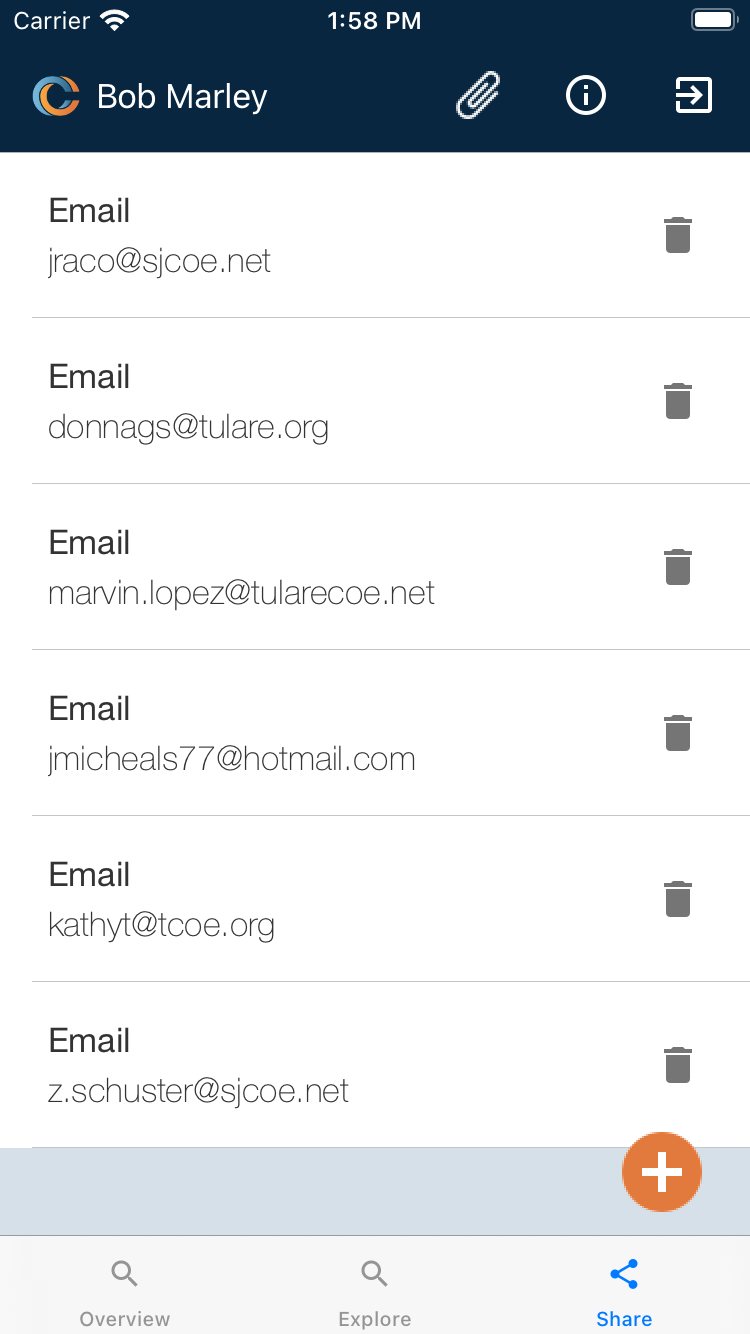 Carrier 1:58 PM
Bob Marley
Email
jraco@sjcoe.net
Email
donnags@tulare.org
Email
marvin.lopez@tularecoe.net
Email
jmicheals77@hotmail.com
Email
kathyt@tcoe.org
Email
z.schuster@sjcoe.net
Overview Explore Share